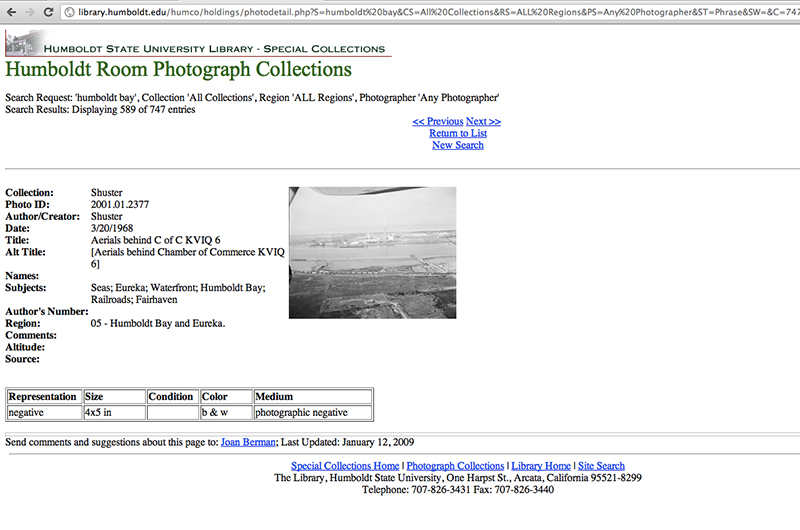 library.humboldt.edu/humco/holdings/photodetail.php?S=humboldt%20bay&CS=All%20Collections&RS=ALL%20Regions&PS=Any%20Photographer&ST=Phrase&SW=&C=747
HUMBOLDT STATE UNIVERSITY LIBRARY - SPECIAL COLLECTIONS
Humboldt Room Photograph Collections
Search Request: 'humboldt bay', Collection 'All Collections', Region 'ALL Regions', Photographer 'Any Photographer'
Search Results: Displaying 589 of 747 entries
<< Previous Next >>
Return to List
New Search
Collection: Shuster
Photo ID: 2001.01.2377
Author/Creator: Shuster
Date: 3/20/1968
Title: Aerials behind C of C KVIQ 6
Alt Title: [Aerials behind Chamber of Commerce KVIQ
6]
Names:
Subjects: Seas; Eureka; Waterfront; Humboldt Bay;
Railroads; Fairhaven
Author's Number:
Region: 05 - Humboldt Bay and Eureka.
Comments:
Altitude:
Source:
Representation Size Condition Color Medium
negative 4x5 in b & w photographic negative
Send comments and suggestions about this page to: Joan Berman; Last Updated: January 12, 2009
Special Collections Home | Photograph Collections | Library Home | Site Search
The Library, Humboldt State University, One Harpst St., Arcata, California 95521-8299
Telephone: 707-826-3431 Fax: 707-826-3440